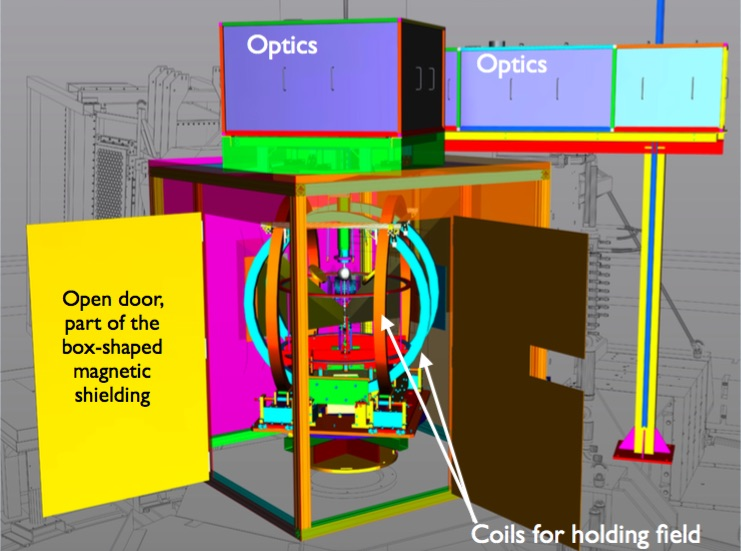 Optics
Optics
Open door,
part of the
box-shaped
magnetic
shielding
Coils for holding field